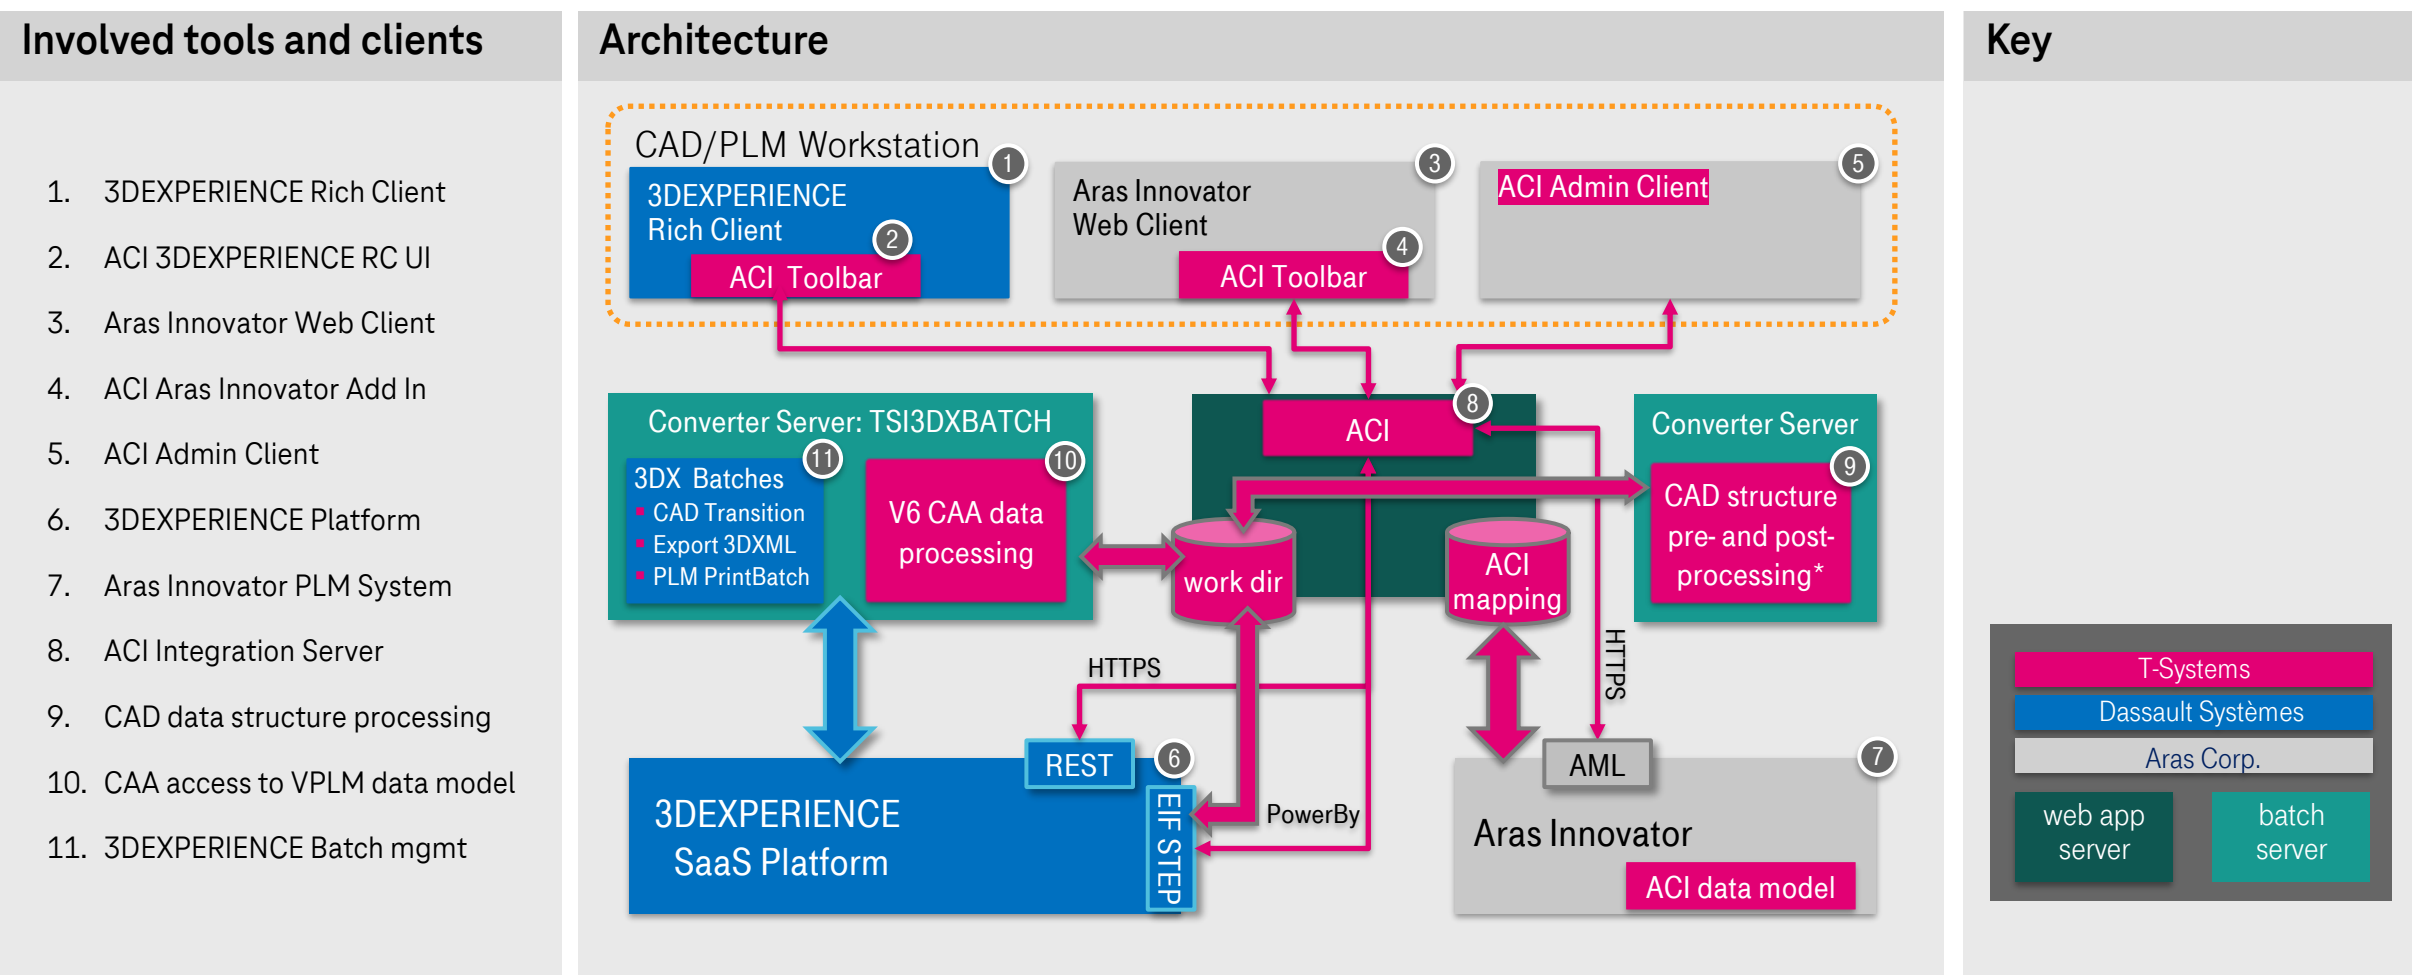 Involved tools and clients
1. 3DEXPERIENCE Rich Client
2. ACI 3DEXPERIENCE RC UI
3. Aras Innovator Web Client
4. ACI Aras Innovator Add In
5. ACI Admin Client
6. 3DEXPERIENCE Platform
7. Aras Innovator PLM System
8. ACI Integration Server
9. CAD data structure processing
10. CAA access to VPLM data model
11. 3DEXPERIENCE Batch mgmt
Architecture
CAD/PLM Workstation
1
3DEXPERIENCE
Rich Client
2
ACI Toolbar
3
Aras Innovator
Web Client
4
ACI Toolbar
5
ACI Admin Client
Converter Server: TSI3DXBATCH
11
3DX Batches
CAD Transition
Export 3DXML
PLM PrintBatch
10
V6 CAA data
processing
8
ACI
work dir
ACI
mapping
Converter Server
9
CAD structure
pre- and post-
processing*
HTTPS
HTTPS
REST
6
3DEXPERIENCE
SaaS Platform
EIF STEP
PowerBy
AML
7
Aras Innovator
ACI data model
Key
T-Systems
Dassault Systèmes
Aras Corp.
web app
server
batch
server